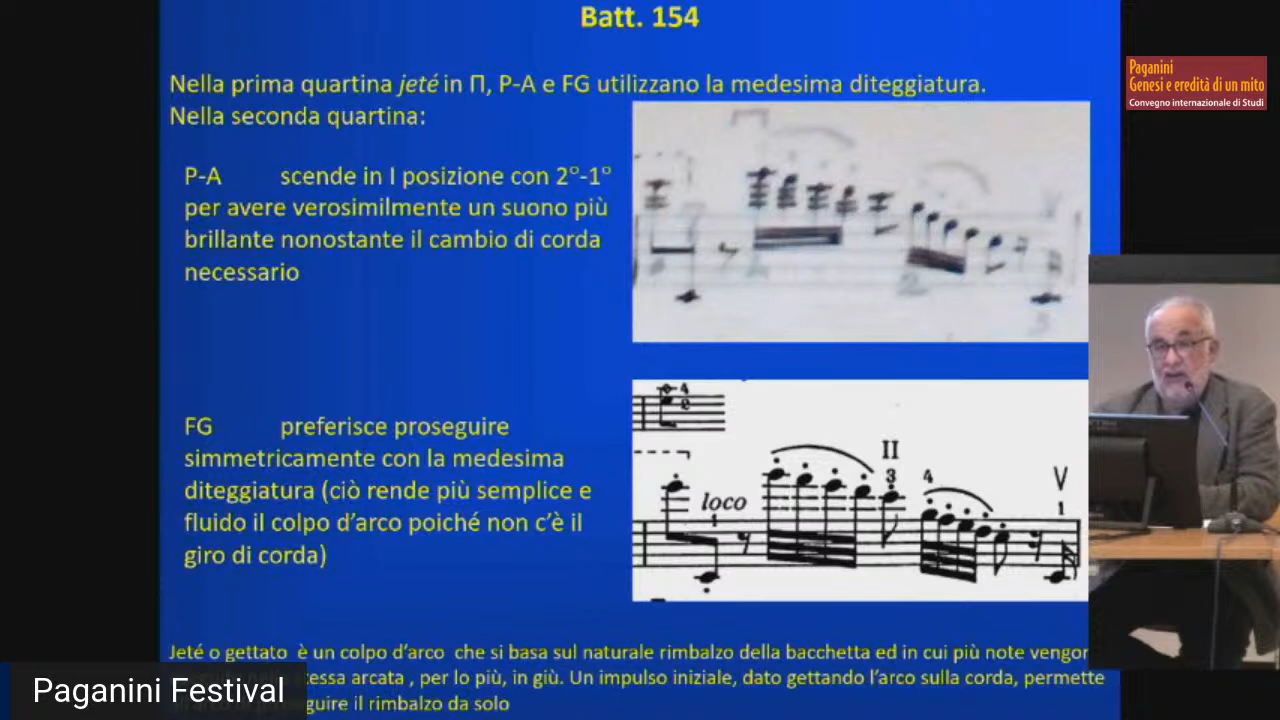 Batt. 154
Nella prima quartina jeté in Π, P-A e FG utilizzano la medesima diteggiatura.
Nella seconda quartina:
P-A scende in I posizione con 2°-1°
per avere verosimilmente un suono più
brillante nonostante il cambio di corda
necessario
FG preferisce proseguire
simmetricamente con la medesima
diteggiatura (ciò rende più semplice e
fluido il colpo d'arco poiché non c'è il
giro di corda)
4
loco
1
II
3
4
V
1
Jeté o gettato è un colpo d'arco che si basa sul naturale rimbalzo della bacchetta ed in cui più note
arcata , per lo più, in giù. Un impulso iniziale, dato gettando l'arco sulla corda, permette
il rimbalzo da solo
Paganini
Genesi e eredità di un mito
Convegno internazionale di Studi
Paganini Festival